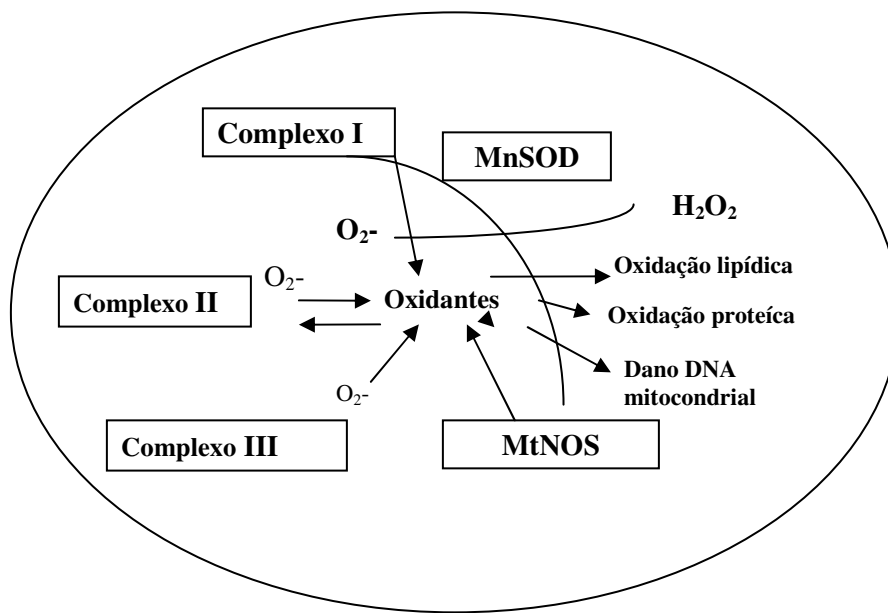 Complexo I
MnSOD
H₂O₂
O₂-
Oxidação lipídica
O₂-
Complexo II
Oxidantes
Oxidação proteíca
O₂-
Dano DNA
mitocondrial
Complexo III
MtNOS